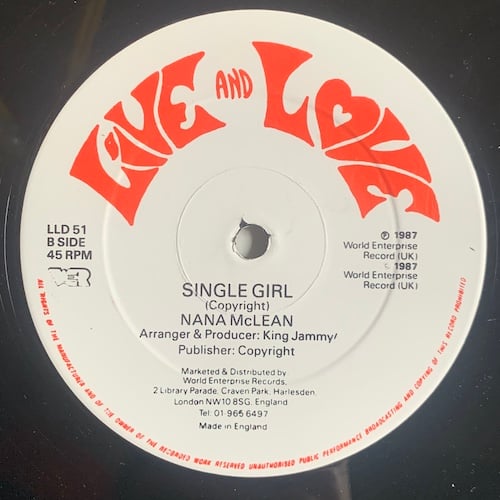 LIVE AND LOVE
LLD 51
B SIDE
45 RPM
WER
℗ 1987
World Enterprise
Record (UK)
© 1987
World Enterprise
Record (UK)
SINGLE GIRL
(Copyright)
NANA McLEAN
Arranger & Producer: King Jammy
Publisher: Copyright
Marketed & Distributed by
World Enterprise Records,
2 Library Parade, Craven Park, Harlesden,
London NW10 8SG, England
Tel: 01 965 6497
Made in England
ALL RIGHTS OF THE MANUFACTURER AND OF THE OWNER OF THE RECORDED WORK RESERVED UNAUTHORISED PUBLIC PERFORMANCE BROADCASTING AND COPYING OF THIS RECORD PROHIBITED